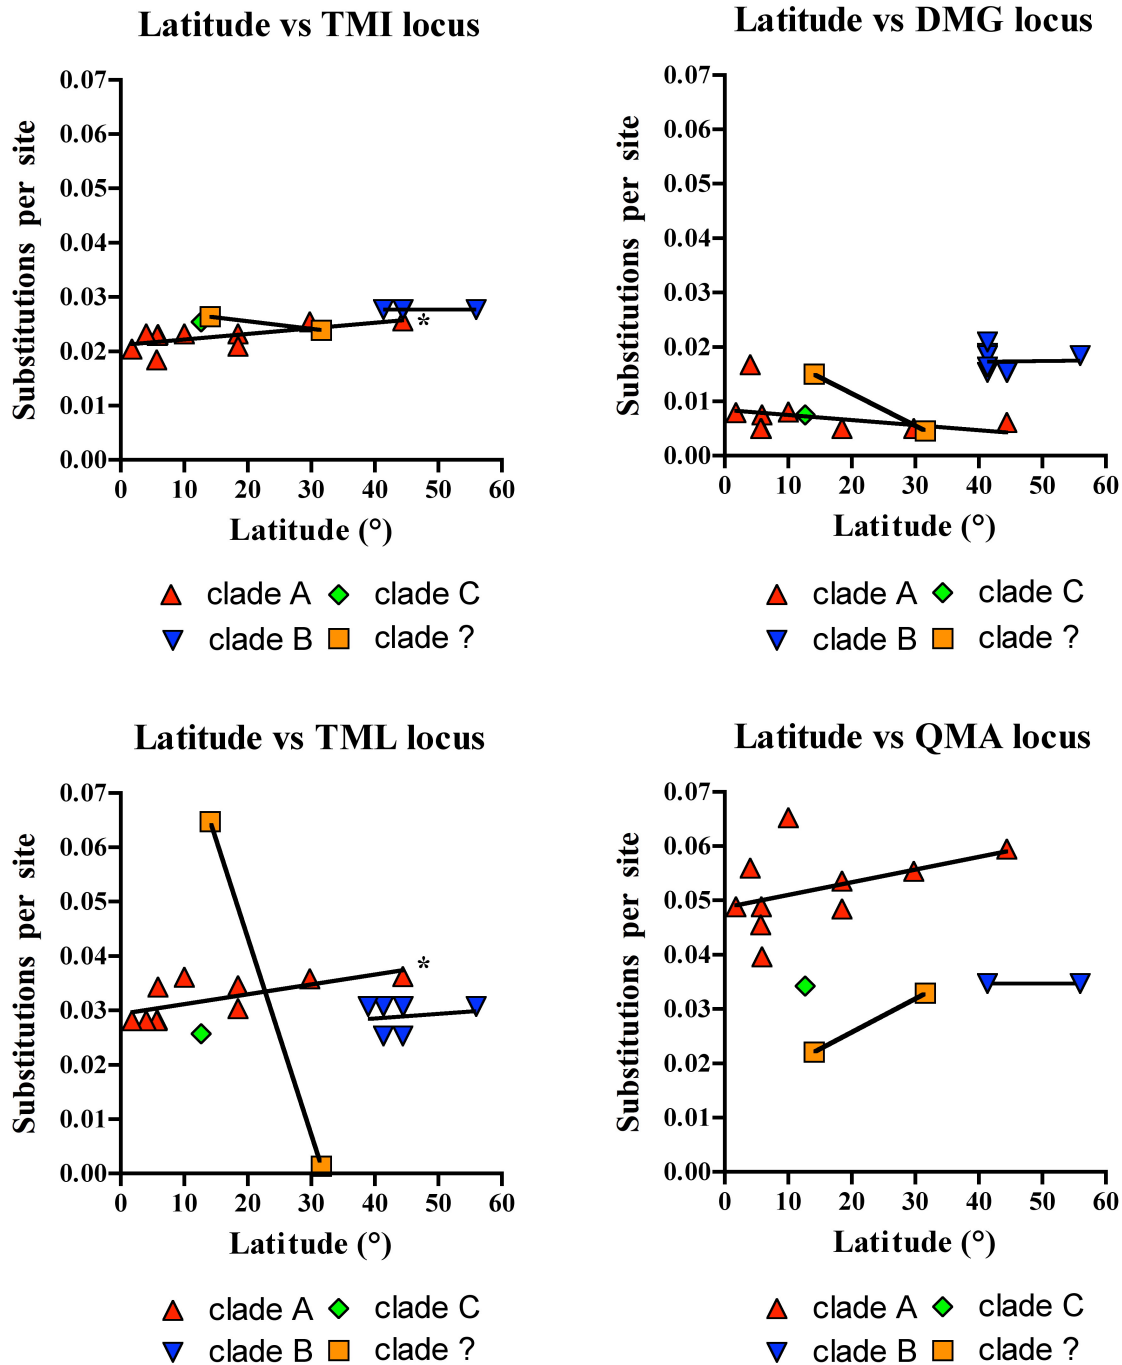 Latitude vs TMI locus
Substitutions per site
0.07
0.06
0.05
0.04
0.03
0.02
0.01
0.00
*
0 10 20 30 40 50 60
Latitude (°)
clade A clade C
clade B clade ?
Latitude vs DMG locus
Substitutions per site
0.07
0.06
0.05
0.04
0.03
0.02
0.01
0.00
0 10 20 30 40 50 60
Latitude (°)
clade A clade C
clade B clade ?
Latitude vs TML locus
Substitutions per site
0.07
0.06
0.05
0.04
0.03
0.02
0.01
0.00
*
0 10 20 30 40 50 60
Latitude (°)
clade A clade C
clade B clade ?
Latitude vs QMA locus
Substitutions per site
0.07
0.06
0.05
0.04
0.03
0.02
0.01
0.00
0 10 20 30 40 50 60
Latitude (°)
clade A clade C
clade B clade ?